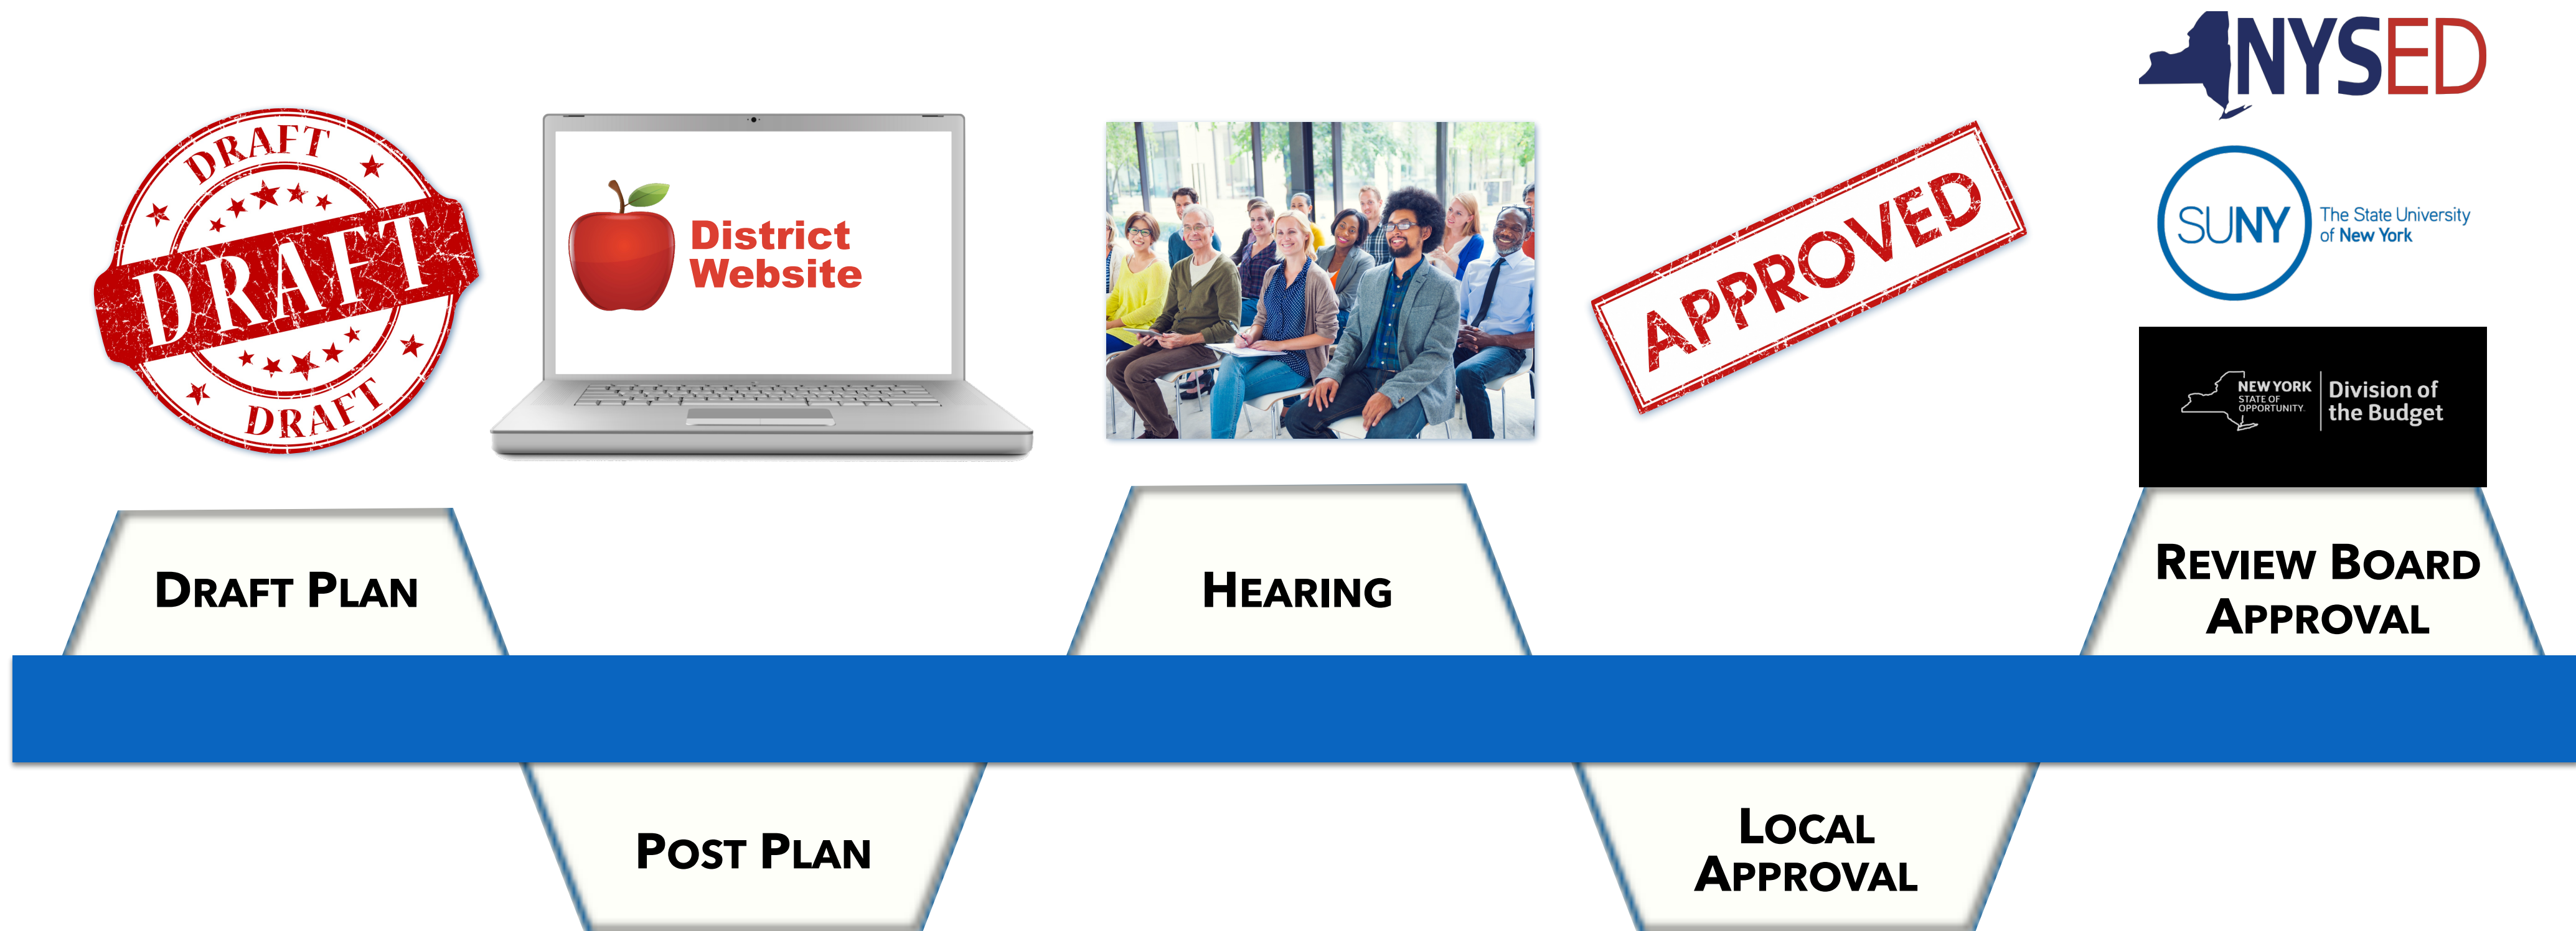 DRAFT
DRAFT
DRAFT
District
Website
APPROVED
NYSED
SUNY
The State University
of New York
NEW YORK
STATE OF
OPPORTUNITY.
Division of
the Budget
DRAFT PLAN
HEARING
REVIEW BOARD
APPROVAL
POST PLAN
LOCAL
APPROVAL